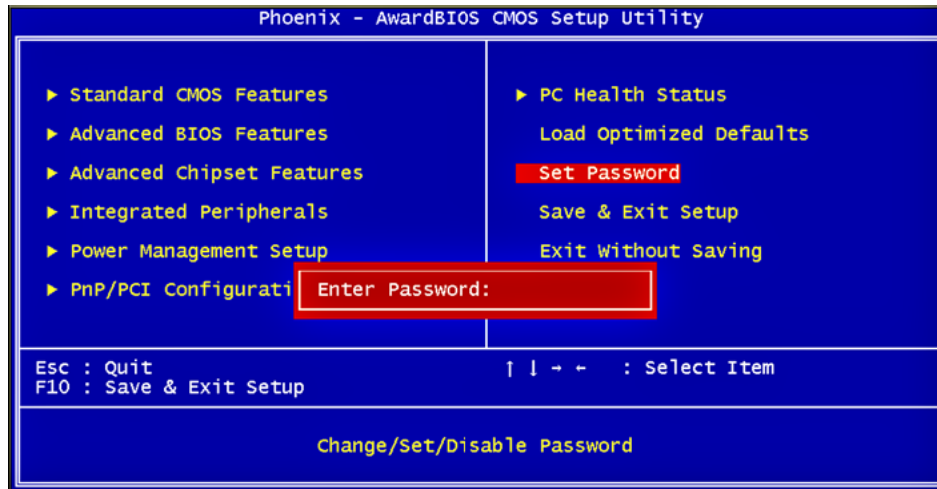 Phoenix - AwardBIOS CMOS Setup Utility
▶ Standard CMOS Features
▶ Advanced BIOS Features
▶ Advanced Chipset Features
▶ Integrated Peripherals
▶ Power Management Setup
▶ PnP/PCI Configurati
▶ PC Health Status
Load Optimized Defaults
Set Password
Save & Exit Setup
Exit Without Saving
Enter Password:
Esc : Quit
F10 : Save & Exit Setup
↑ ↓ → ← : Select Item
Change/Set/Disable Password